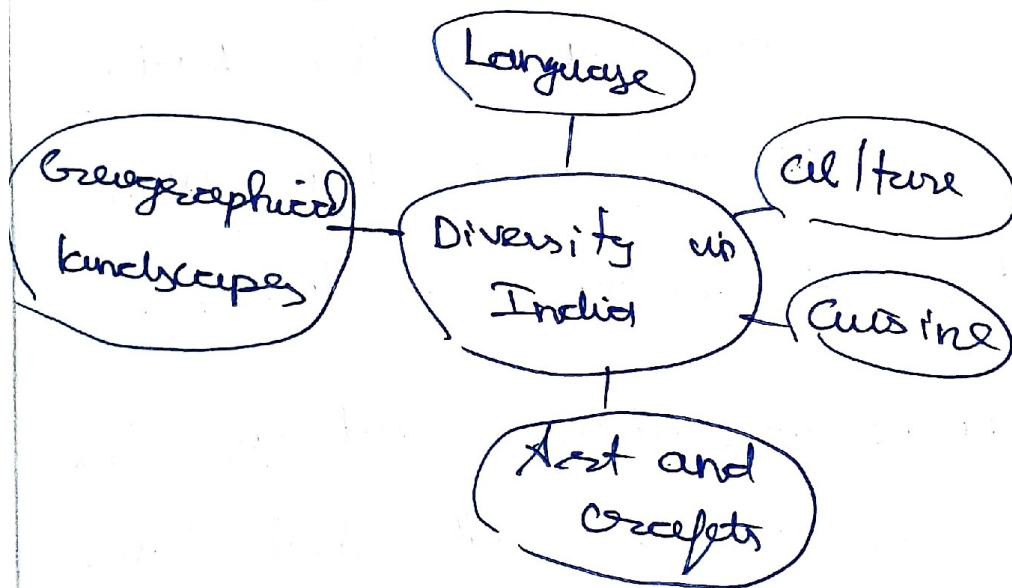 Language
Geographical
landscapes
Diversity in
India
Culture
Cuisine
Art and
Crafts